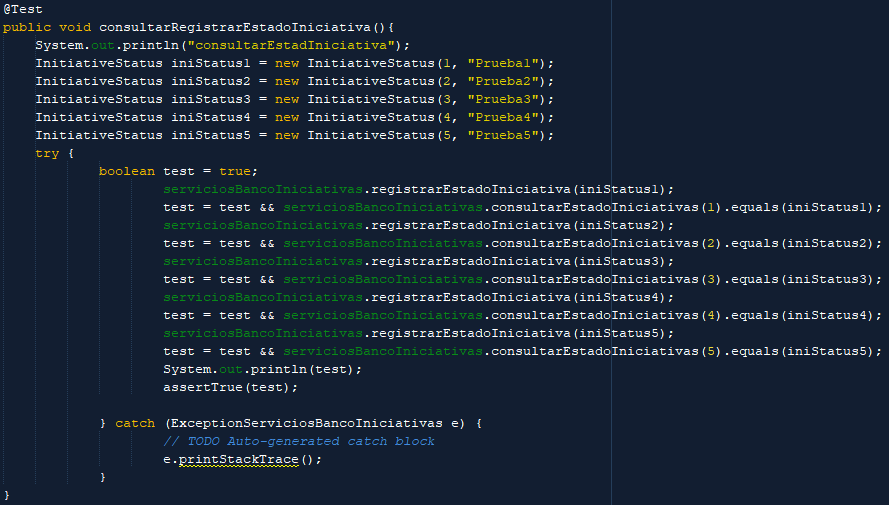 @Test
public void consultarRegistrarEstadoIniciativa(){
System.out.println("consultarEstadIniciativa");
InitiativeStatus iniStatus1 = new InitiativeStatus(1, "Prueba1");
InitiativeStatus iniStatus2 = new InitiativeStatus(2, "Prueba2");
InitiativeStatus iniStatus3 = new InitiativeStatus(3, "Prueba3");
InitiativeStatus iniStatus4 = new InitiativeStatus(4, "Prueba4");
InitiativeStatus iniStatus5 = new InitiativeStatus(5, "Prueba5");
try {
boolean test = true;
serviciosBancoIniciativas.registrarEstadoIniciativa(iniStatus1);
test = test && serviciosBancoIniciativas.consultarEstadoIniciativas(1).equals(iniStatus1);
serviciosBancoIniciativas.registrarEstadoIniciativa(iniStatus2);
test = test && serviciosBancoIniciativas.consultarEstadoIniciativas(2).equals(iniStatus2);
serviciosBancoIniciativas.registrarEstadoIniciativa(iniStatus3);
test = test && serviciosBancoIniciativas.consultarEstadoIniciativas(3).equals(iniStatus3);
serviciosBancoIniciativas.registrarEstadoIniciativa(iniStatus4);
test = test && serviciosBancoIniciativas.consultarEstadoIniciativas(4).equals(iniStatus4);
serviciosBancoIniciativas.registrarEstadoIniciativa(iniStatus5);
test = test && serviciosBancoIniciativas.consultarEstadoIniciativas(5).equals(iniStatus5);
System.out.println(test);
assertTrue(test);
} catch (ExceptionServiciosBancoIniciativas e) {
// TODO Auto-generated catch block
e.printStackTrace();
}
}